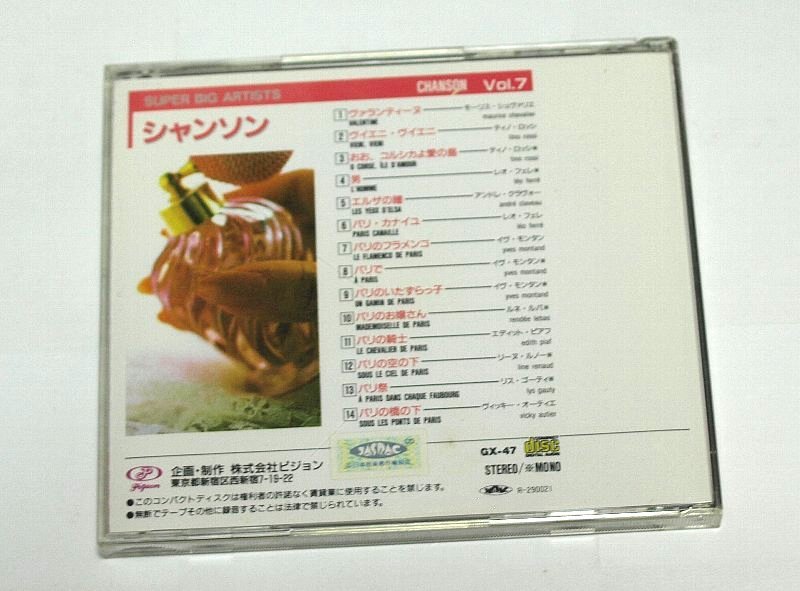 SUPER BIG ARTISTS
CHANSON Vol.7
シャンソン
1 ヴァランティーヌ モーリス・シュヴァリエ
VALENTINE maurice chevalier
2 ヴィエニ・ヴィエニ ティノ・ロッシ
VIENI, VIENI tino rossi
3 おお、コルシカよ愛の島 ティノ・ロッシ※
O CORSE, ÎLE D'AMOUR tino rossi
4 男 レオ・フェレ※
L'HOMME léo ferré
5 エルザの瞳 アンドレ・クラヴォー
LES YEUX D'ELSA andré claveau
6 パリ・カナイユ レオ・フェレ
PARIS CANAILLE léo ferré
7 パリのフラメンゴ イヴ・モンタン
LE FLAMENCO DE PARIS yves montand
8 パリで イヴ・モンタン※
À PARIS yves montand
9 パリのいたずらっ子 イヴ・モンタン※
UN GAMIN DE PARIS yves montand
10 パリのお嬢さん ルネ・ルバ※
MADEMOISELLE DE PARIS renée lebas
11 パリの騎士 エディット・ピアフ
LE CHEVALIER DE PARIS edith piaf
12 パリの空の下 リーヌ・ルノー※
SOUS LE CIEL DE PARIS line renaud
13 パリ祭 リス・ゴーティ※
À PARIS DANS CHAQUE FAUBOURG lys gauty
14 パリの橋の下 ヴィッキー・オーティエ
SOUS LES PONTS DE PARIS vicky autier
JASRAC
GX-47 COMPACT disc DIGITAL AUDIO
STEREO/※MONO
R-290021
Pigeon
企画・制作 株式会社ピジョン
東京都新宿区西新宿7-19-22
●このコンパクトディスクは権利者の許諾なく賃貸業に使用することを禁じます。
●無断でテープその他に録音することは法律で禁じられています。